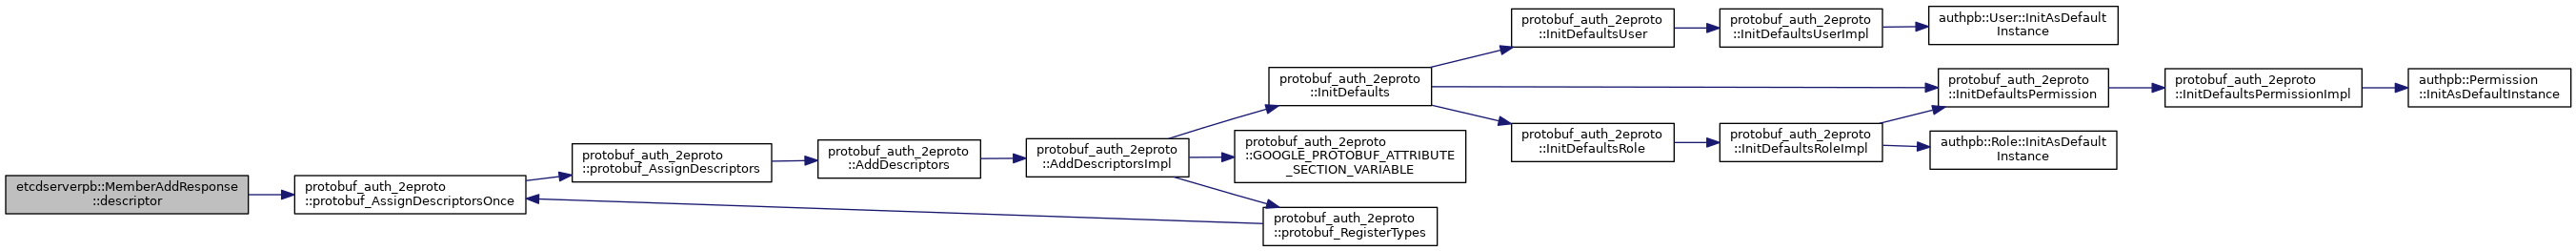 etcdserverpb::MemberAddResponse
::descriptor
protobuf_auth_2eproto
::protobuf_AssignDescriptorsOnce
protobuf_auth_2eproto
::protobuf_AssignDescriptors
protobuf_auth_2eproto
::AddDescriptors
protobuf_auth_2eproto
::AddDescriptorsImpl
protobuf_auth_2eproto
::InitDefaults
protobuf_auth_2eproto
::GOOGLE_PROTOBUF_ATTRIBUTE
_SECTION_VARIABLE
protobuf_auth_2eproto
::protobuf_RegisterTypes
protobuf_auth_2eproto
::InitDefaultsUser
protobuf_auth_2eproto
::InitDefaultsUserImpl
authpb::User::InitAsDefault
Instance
protobuf_auth_2eproto
::InitDefaultsRole
protobuf_auth_2eproto
::InitDefaultsRoleImpl
protobuf_auth_2eproto
::InitDefaultsPermission
protobuf_auth_2eproto
::InitDefaultsPermissionImpl
authpb::Permission
::InitAsDefaultInstance
authpb::Role::InitAsDefault
Instance